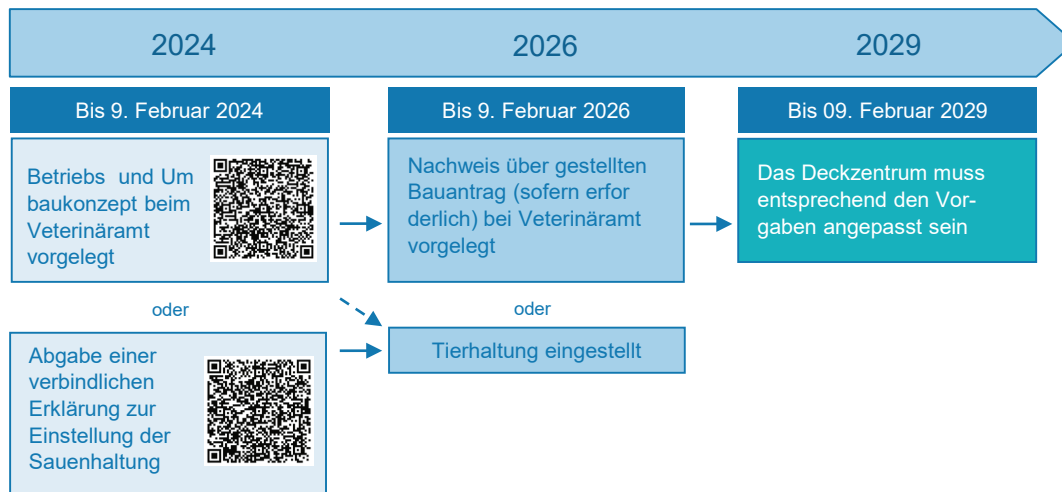 2024
2026
2029
Bis 9. Februar 2024
Bis 9. Februar 2026
Bis 09. Februar 2029
Betriebs und Um
baukonzept beim
Veterinäramt
vorgelegt
Nachweis über gestellten
Bauantrag (sofern erfor
derlich) bei Veterinäramt
vorgelegt
Das Deckzentrum muss
entsprechend den Vor-
gaben angepasst sein
oder
oder
Abgabe einer
verbindlichen
Erklärung zur
Einstellung der
Sauenhaltung
Tierhaltung eingestellt